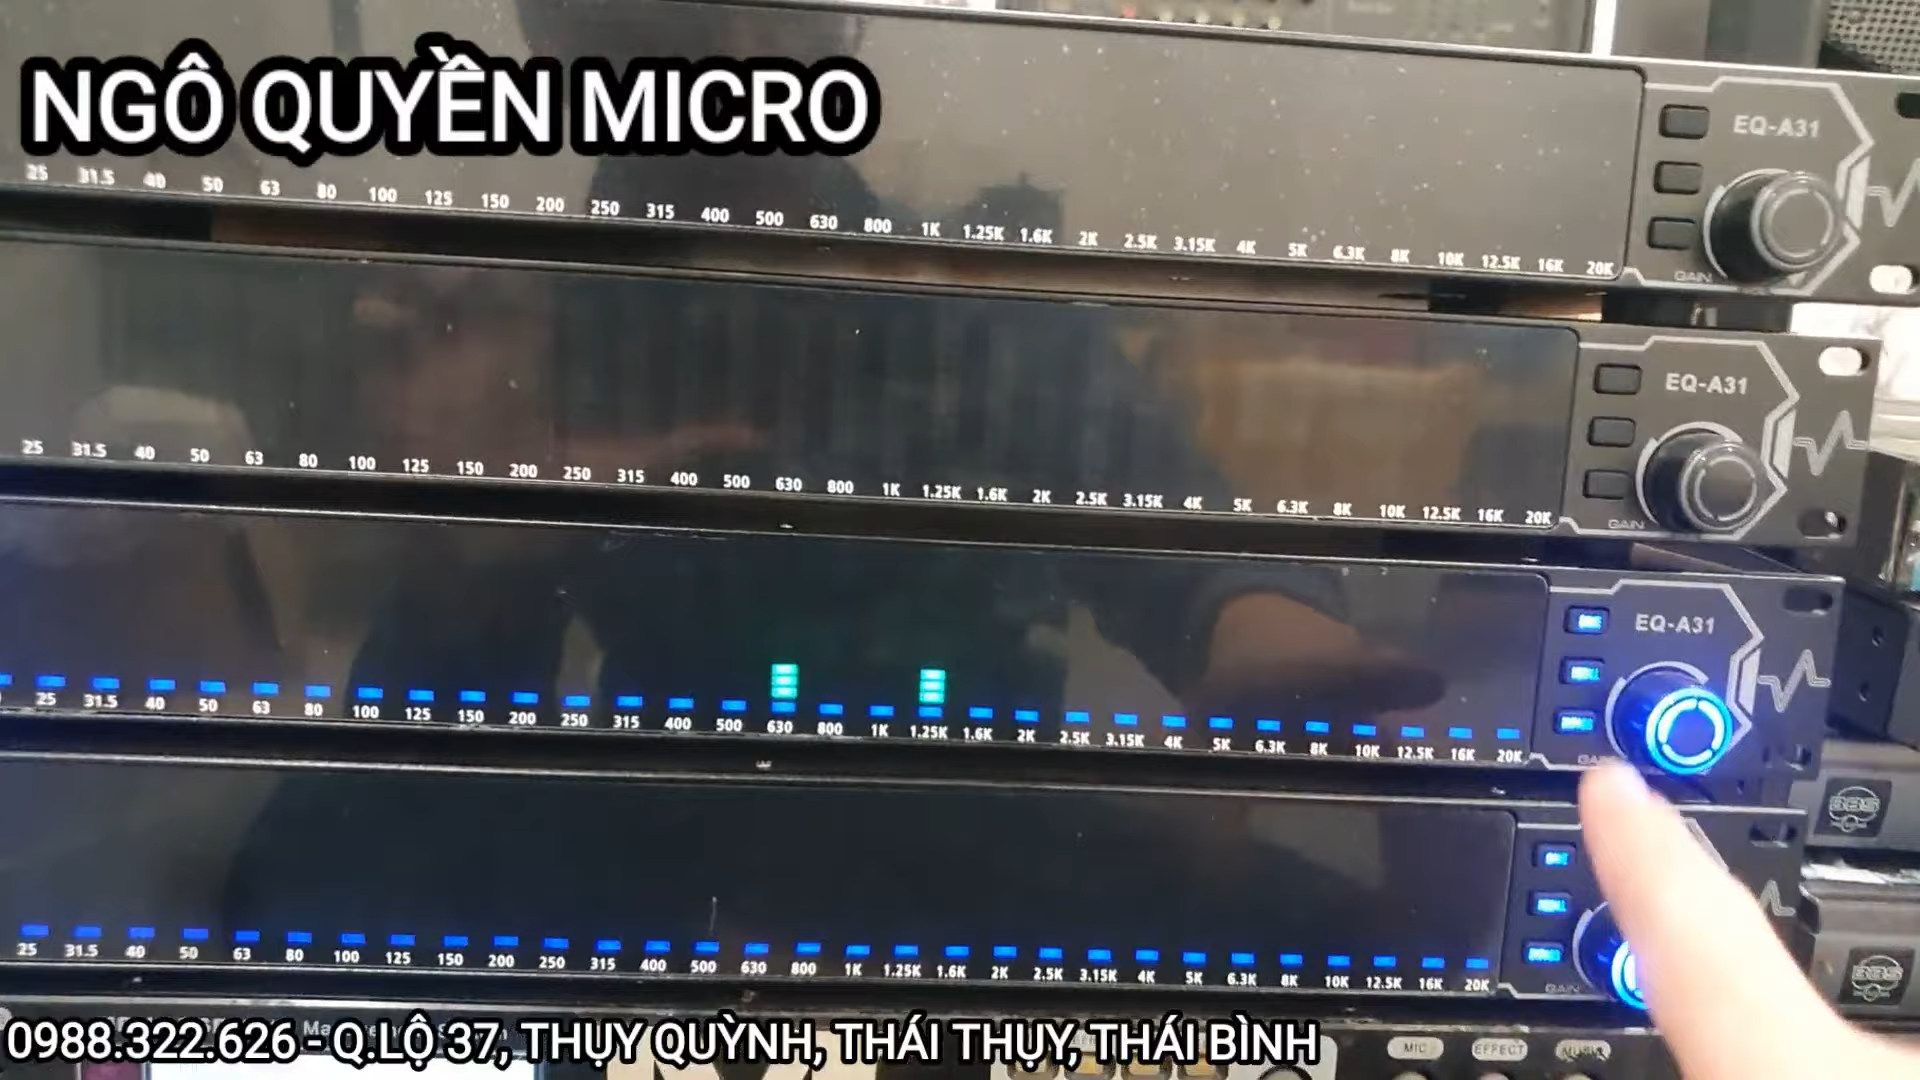 NGÔ QUYỀN MICRO
EQ-A31
25 31.5 40 50 63 80 100 125 150 200 250 315 400 500 630 800 1K 1.25K 1.6K 2K 2.5K 3.15K 4K 5K 6.3K 8K 10K 12.5K 16K 20K
GAIN
EQ-A31
25 31.5 40 50 63 80 100 125 150 200 250 315 400 500 630 800 1K 1.25K 1.6K 2K 2.5K 3.15K 4K 5K 6.3K 8K 10K 12.5K 16K 20K
GAIN
EQ-A31
25 31.5 40 50 63 80 100 125 150 200 250 315 400 500 630 800 1K 1.25K 1.6K 2K 2.5K 3.15K 4K 5K 6.3K 8K 10K 12.5K 16K 20K
BBS
25 31.5 40 50 63 80 100 125 150 200 250 315 400 500 630 800 1K 1.25K 1.6K 2K 2.5K 3.15K 4K 5K 6.3K 8K 10K 12.5K 16K 20K
GAIN
BBS
0988.322.626 - Q.LỘ 37, THỤY QUỲNH, THÁI THỤY, THÁI BÌNH
MIC EFFECT MUSIC